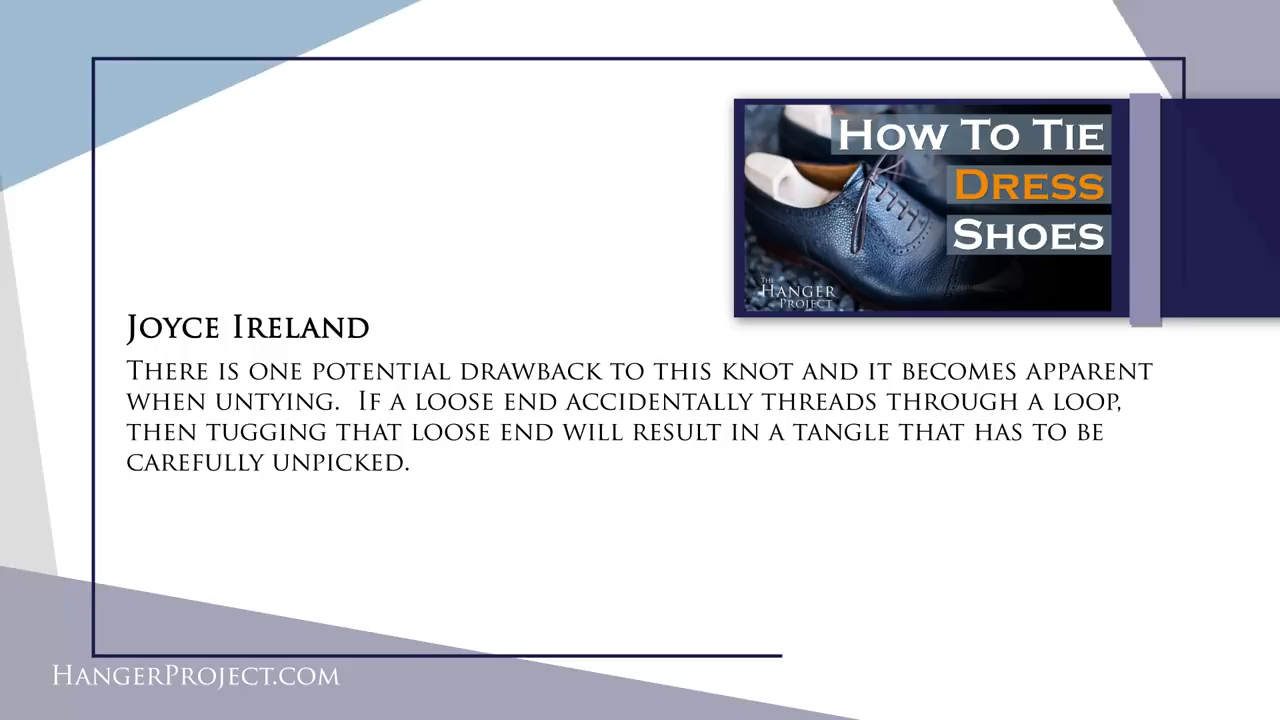 How To Tie
Dress
Shoes
The
Hanger
Project
Joyce Ireland
There is one potential drawback to this knot and it becomes apparent
when untying.  If a loose end accidentally threads through a loop,
then tugging that loose end will result in a tangle that has to be
carefully unpicked.
HangerProject.com